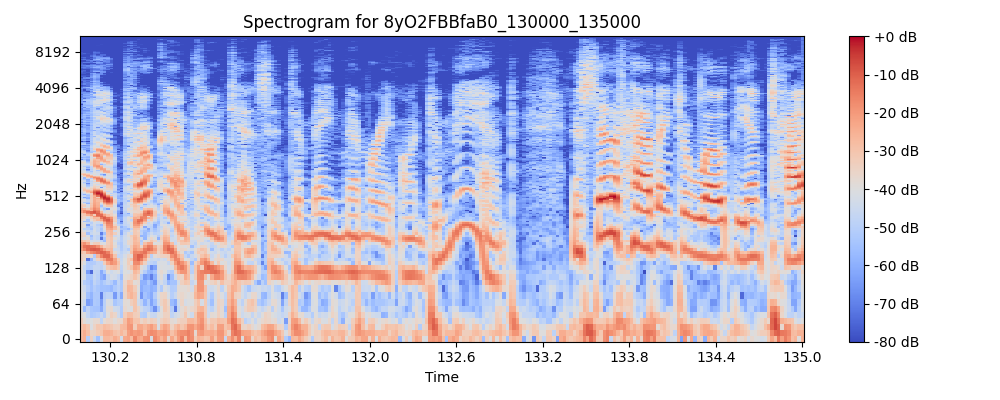 Spectrogram for 8yO2FBBfaB0_130000_135000
Hz
8192
4096
2048
1024
512
256
128
64
0
130.2 130.8 131.4 132.0 132.6 133.2 133.8 134.4 135.0
Time
+0 dB
-10 dB
-20 dB
-30 dB
-40 dB
-50 dB
-60 dB
-70 dB
-80 dB